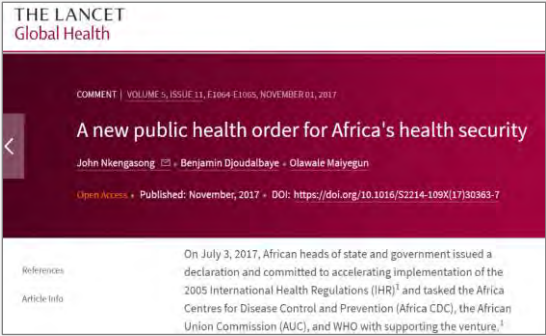 THE LANCET
Global Health
COMMENT | VOLUME 5, ISSUE 11, E1064-E1065, NOVEMBER 01, 2017
A new public health order for Africa's health security
John Nkengasong • Benjamin Djoudalbaye • Olawale Maiyegun
Open Access • Published: November, 2017 • DOI: https://doi.org/10.1016/S2214-109X(17)30363-7
On July 3, 2017, African heads of state and government issued a
References
declaration and committed to accelerating implementation of the
2005 International Health Regulations (IHR)1 and tasked the Africa
Article Info
Centres for Disease Control and Prevention (Africa CDC), the African
Union Commission (AUC), and WHO with supporting the venture.1